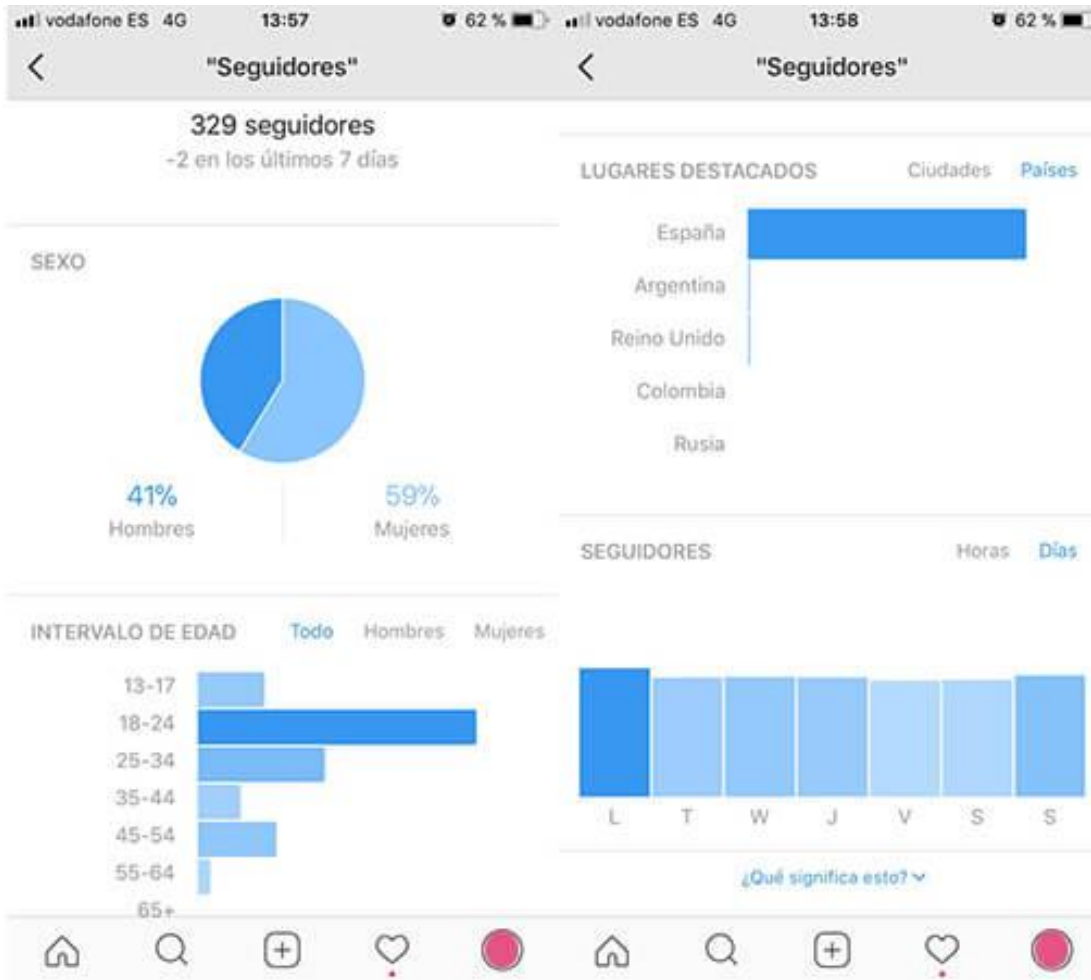 vodafone ES 4G 13:57 62 %
"Seguidores"
329 seguidores
-2 en los últimos 7 días
SEXO
41%
Hombres
59%
Mujeres
INTERVALO DE EDAD Todo Hombres Mujeres
13-17
18-24
25-34
35-44
45-54
55-64
65+
vodafone ES 4G 13:58 62 %
"Seguidores"
LUGARES DESTACADOS Ciudades Países
España
Argentina
Reino Unido
Colombia
Rusia
SEGUIDORES Horas Días
L T W J V S S
¿Qué significa esto?